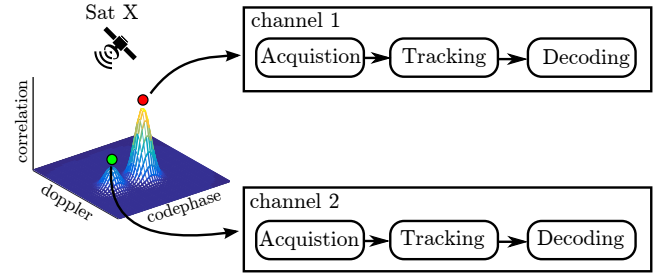 Sat X
channel 1
Acquistion
Tracking
Decoding
correlation
doppler
codephase
channel 2
Acquistion
Tracking
Decoding